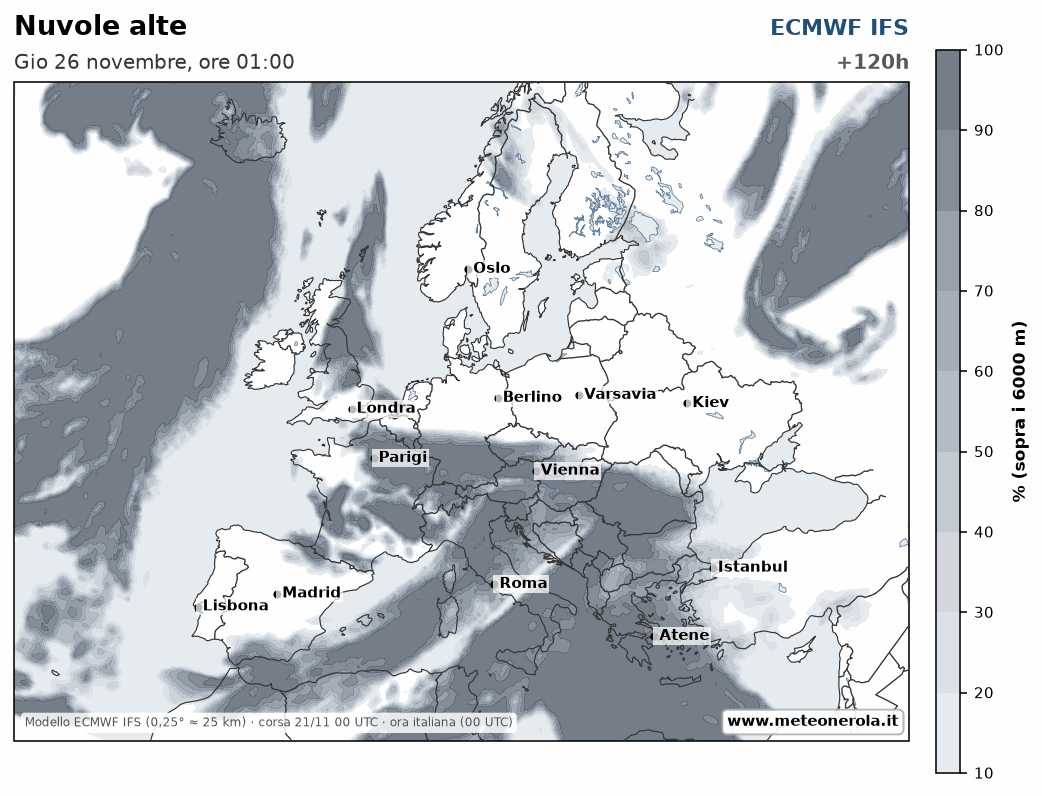 Nuvole alte
ECMWF IFS
Gio 26 novembre, ore 01:00
+120h
100
90
80
70
60
50
40
30
20
10
% (sopra i 6000 m)
Oslo
Londra
Berlino
Varsavia
Kiev
Parigi
Vienna
Istanbul
Roma
Madrid
Lisbona
Atene
Modello ECMWF IFS (0,25° ≈ 25 km) · corsa 21/11 00 UTC · ora italiana (00 UTC)
www.meteonerola.it